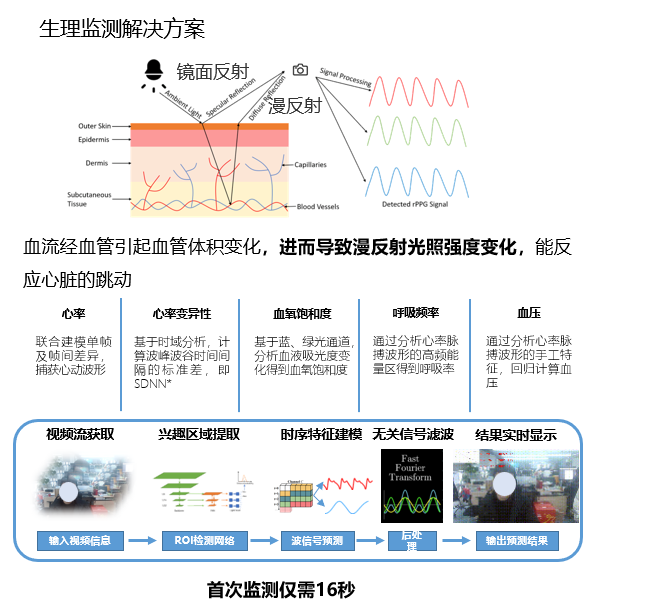 生理监测解决方案
镜面反射
漫反射
Ambient Light
Specular Reflection
Diffuse Reflection
Signal Processing
Outer Skin
Epidermis
Dermis
Capillaries
Subcutaneous
Tissue
Blood Vessels
Detected rPPG Signal
血流经血管引起血管体积变化，进而导致漫反射光照强度变化，能反
应心脏的跳动
心率
联合建模单帧
及帧间差异，
捕获心动波形
心率变异性
基于时域分析，计
算波峰波谷时间间
隔的标准差，即
SDNN*
血氧饱和度
基于蓝、绿光通道，
分析血液吸光度变
化得到血氧饱和度
呼吸频率
通过分析心率脉
搏波形的高频能
量区得到呼吸率
血压
通过分析心率脉
搏波形的手工特
征，回归计算血
压
视频流获取
兴趣区域提取
时序特征建模
无关信号滤波
结果实时显示
Fast
Fourier
Transform
输入视频信息
ROI检测网络
波信号预测
后处
理
输出预测结果
首次监测仅需16秒